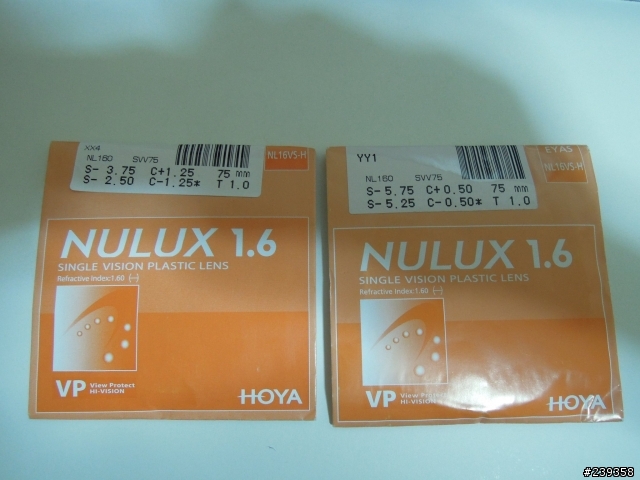 XX4
NL160 SVV75
S- 3.75 C+1.25 75 mm
S- 2.50 C-1.25* T 1.0
NL16VS-H
NULUX 1.6
SINGLE VISION PLASTIC LENS
Refractive Index:1.60 (—)
VP View Protect
HI-VISION
HOYA
EYAS
YY1
NL160 SVV75
NL16VS-H
S-5.75 C+0.50 75 mm
S-5.25 C-0.50* T 1.0
NULUX 1.6
SINGLE VISION PLASTIC LENS
Refractive Index:1.60 (—)
VP View Protect
HI-VISION
HOYA
#239358